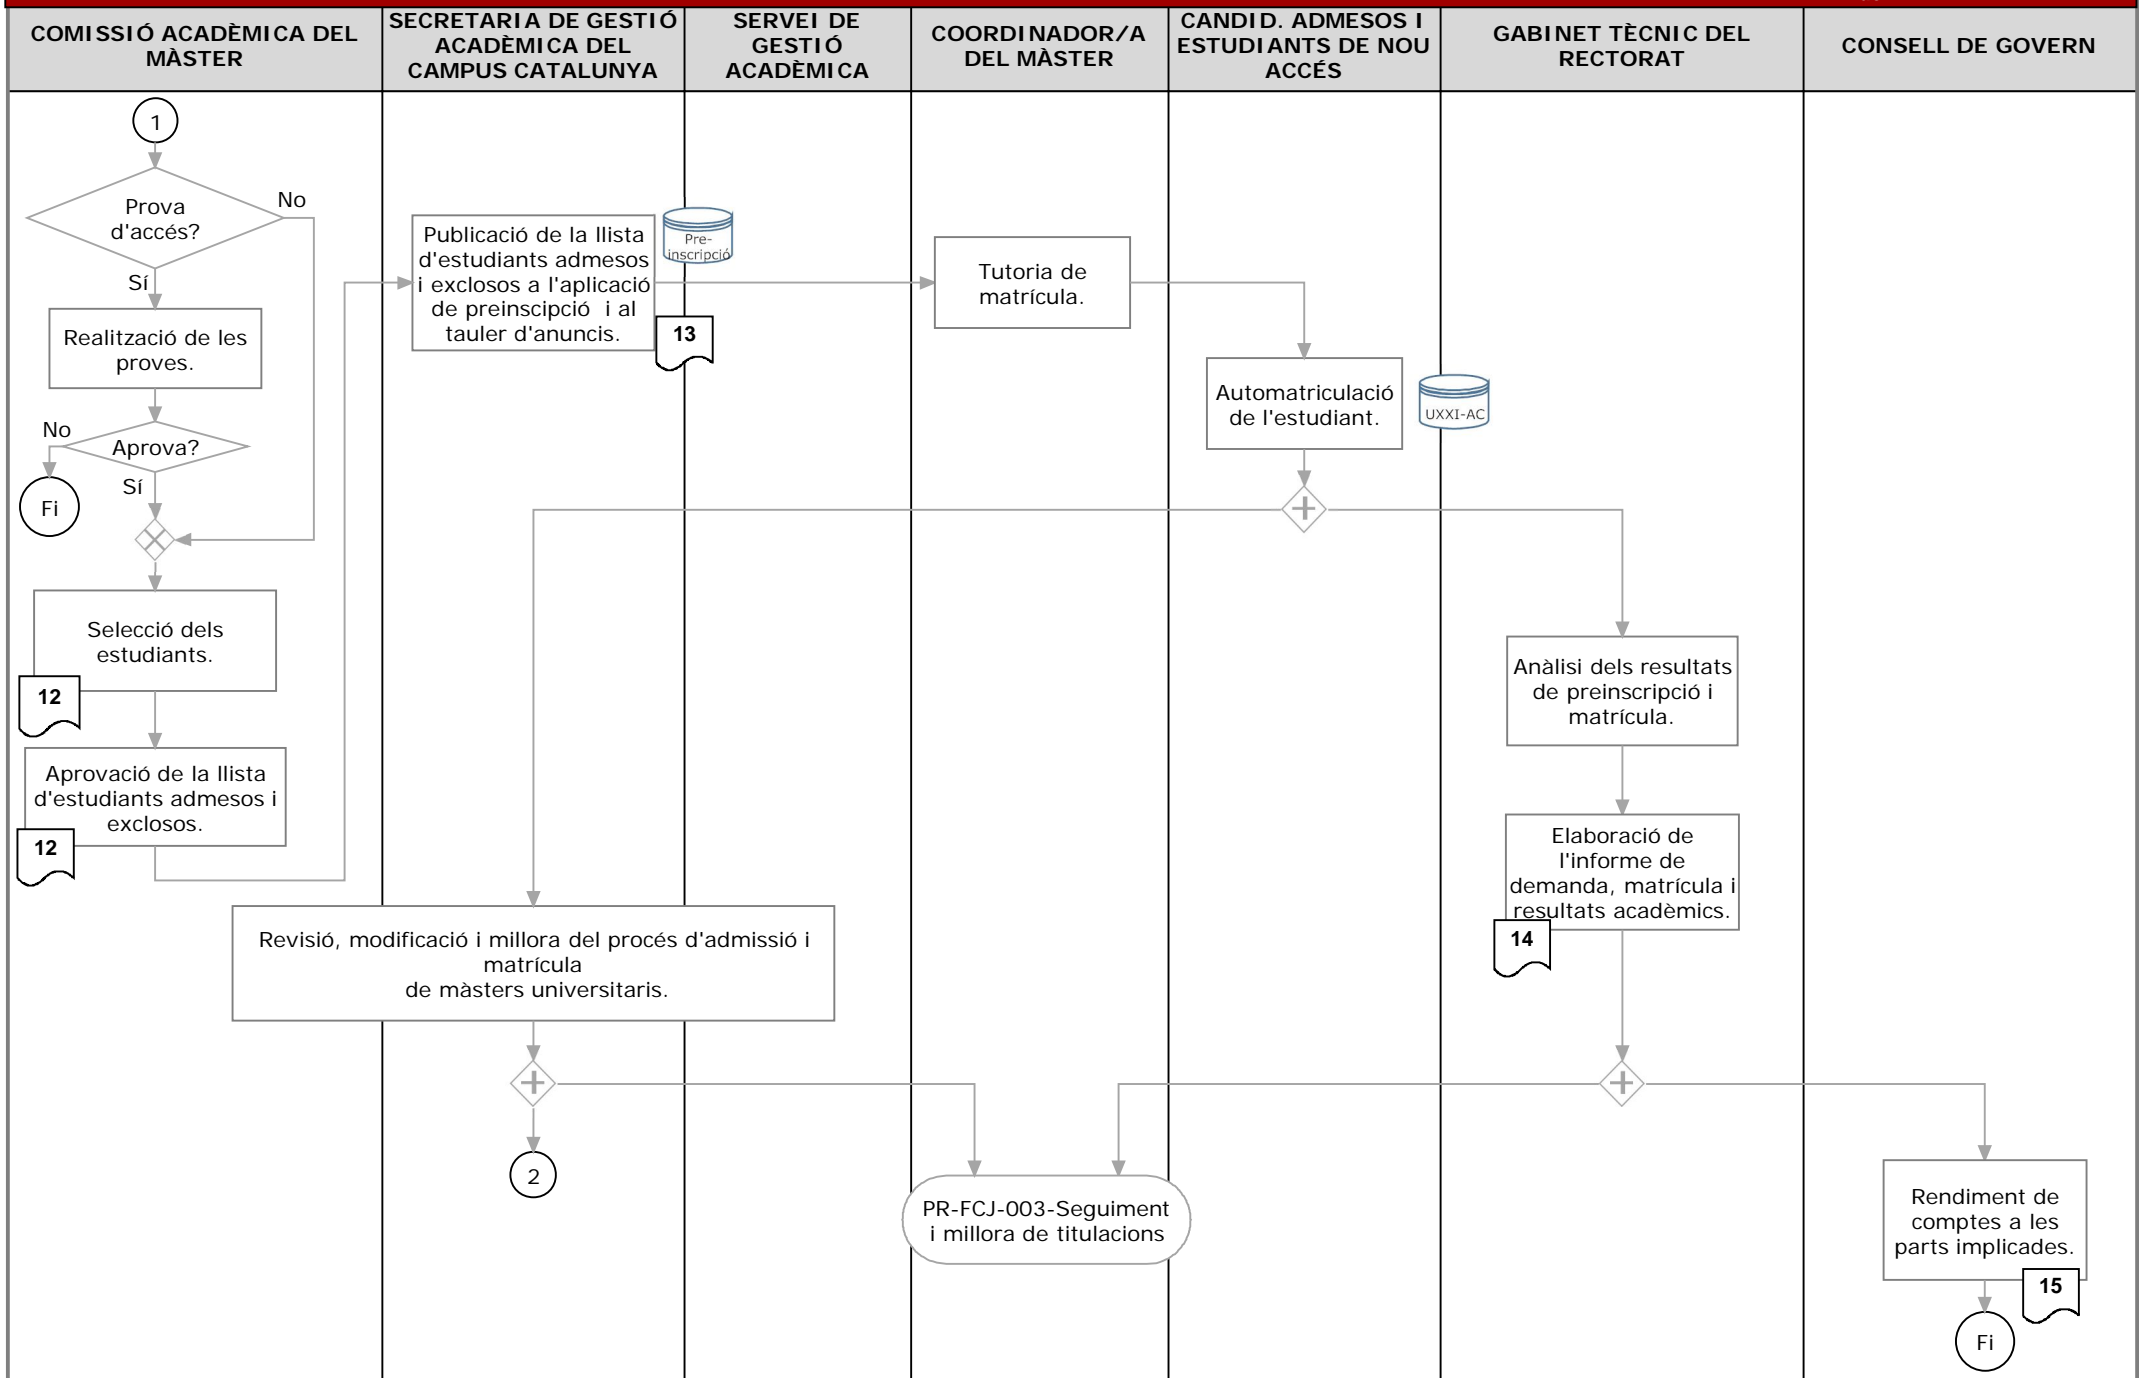 COMISSIÓ ACADÈMICA DEL
MÀSTER
SECRETARIA DE GESTIÓ
ACADÈMICA DEL
CAMPUS CATALUNYA
SERVEI DE
GESTIÓ
ACADÈMICA
COORDINADOR/A
DEL MÀSTER
CANDID. ADMESOS I
ESTUDIANTS DE NOU
ACCÉS
GABINET TÈCNIC DEL
RECTORAT
CONSELL DE GOVERN
1
Prova
d'accés?
No
Sí
Realització de les
proves.
No
Aprova?
Sí
Fi
Selecció dels
estudiants.
12
Aprovació de la llista
d'estudiants admesos i
exclosos.
12
Publicació de la llista
d'estudiants admesos
i exclosos a l'aplicació
de preinscipció i al
tauler d'anuncis.
Pre-
inscripció
13
Tutoria de
matrícula.
Automatriculació
de l'estudiant.
UXXI-AC
Anàlisi dels resultats
de preinscripció i
matrícula.
Elaboració de
l'informe de
demanda, matrícula i
resultats acadèmics.
14
Revisió, modificació i millora del procés d'admissió i
matrícula
de màsters universitaris.
2
PR-FCJ-003-Seguiment
i millora de titulacions
Rendiment de
comptes a les
parts implicades.
15
Fi